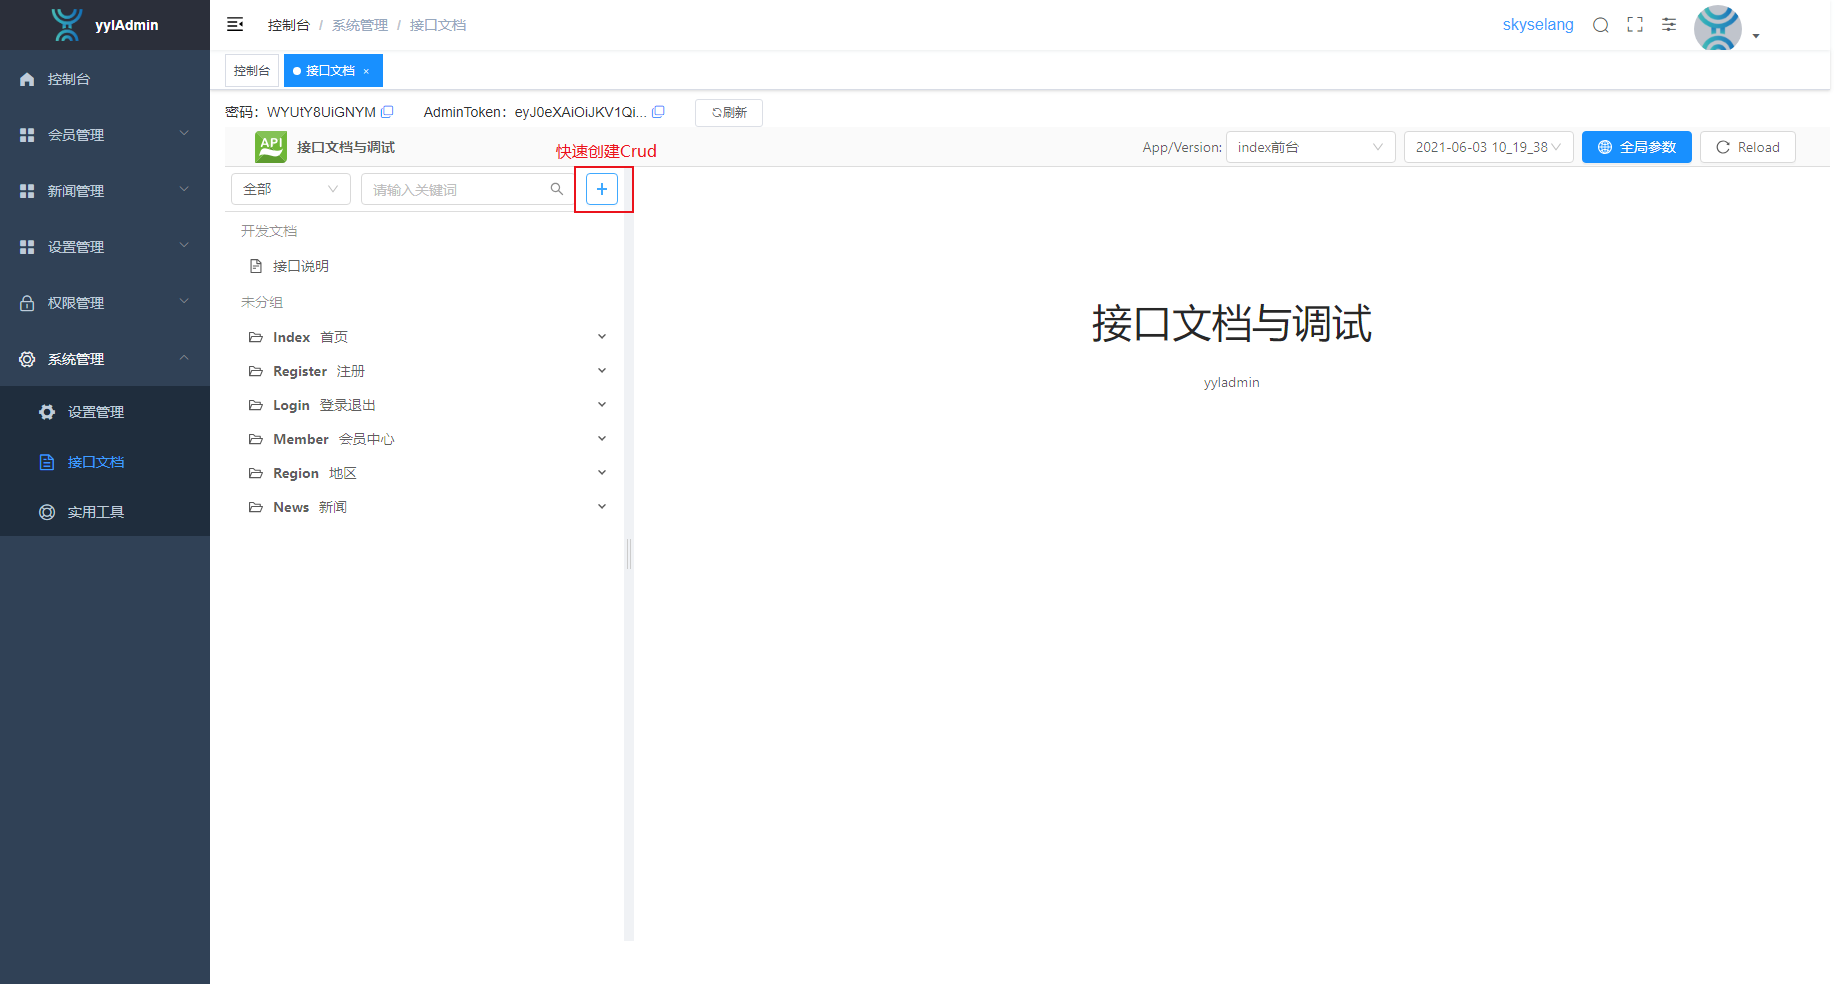 yylAdmin
控制台 / 系统管理 / 接口文档
skyselang
控制台
接口文档 ×
控制台
会员管理
新闻管理
设置管理
权限管理
系统管理
设置管理
接口文档
实用工具
密码：WYUtY8UiGNYM
AdminToken：eyJ0eXAiOiJKV1Qi...
刷新
API
接口文档与调试
快速创建Crud
App/Version:
index前台
2021-06-03 10_19_38
全局参数
Reload
全部
请输入关键词
+
开发文档
接口说明
未分组
Index 首页
Register 注册
Login 登录退出
Member 会员中心
Region 地区
News 新闻
接口文档与调试
yyladmin